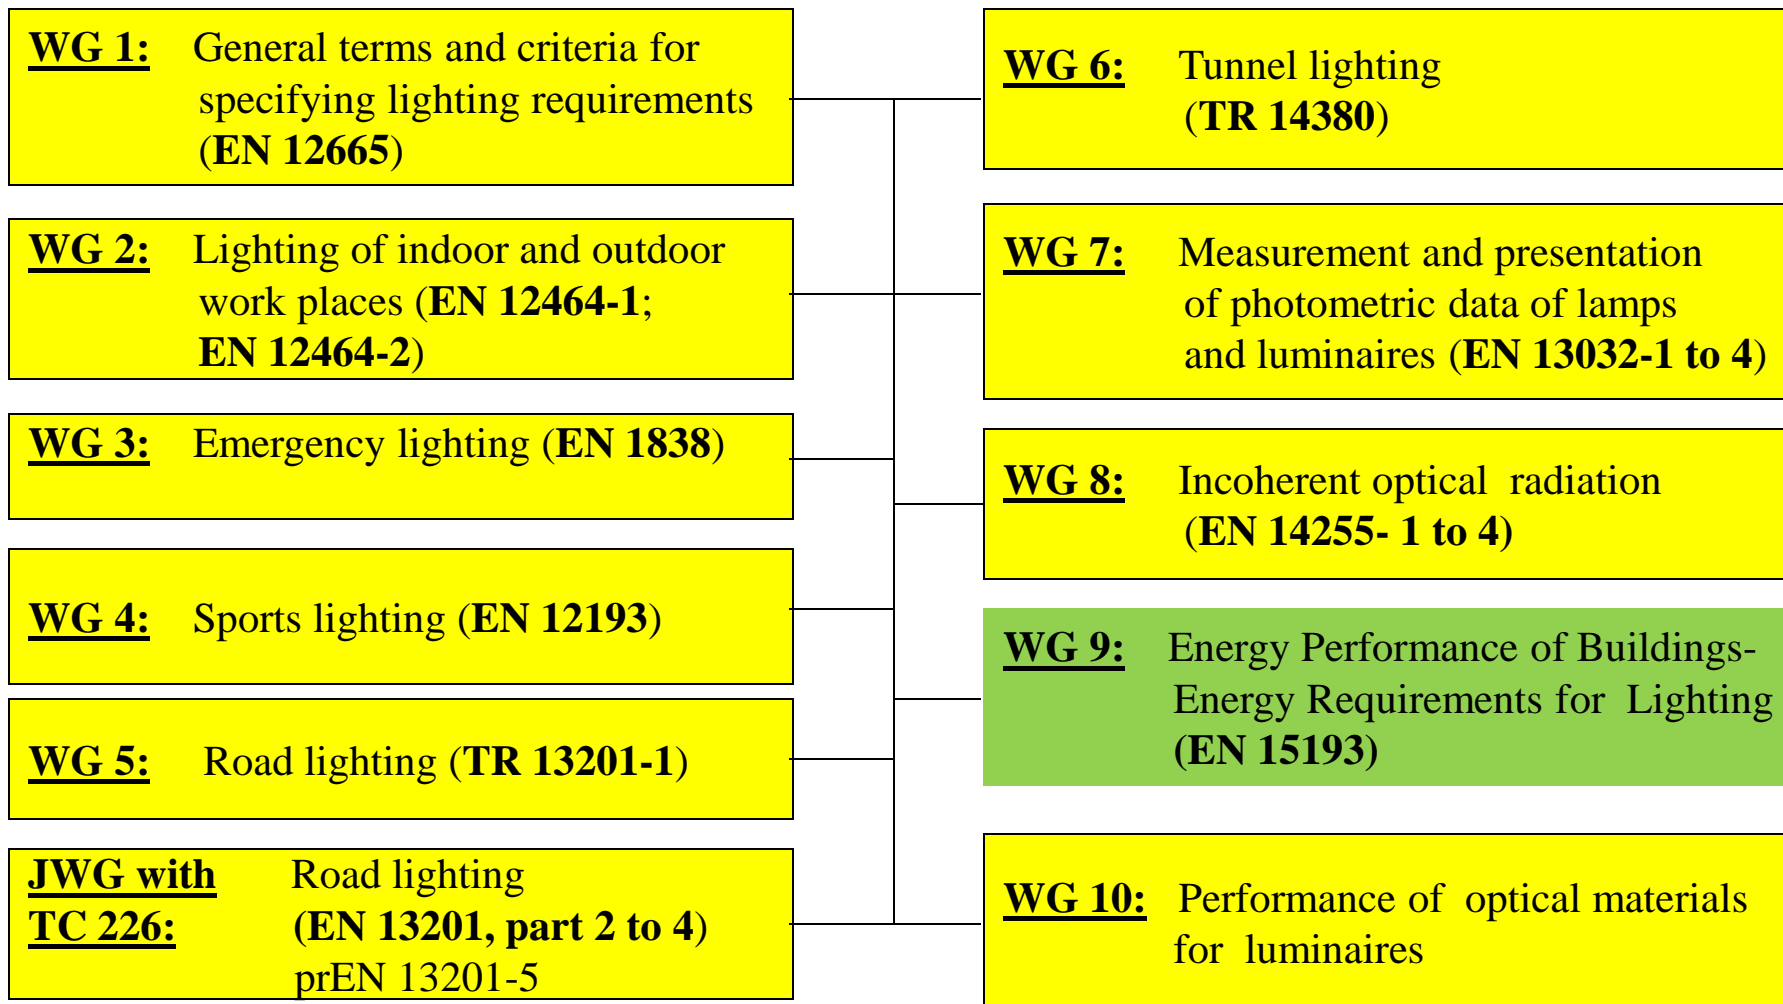 WG 1: General terms and criteria for
specifying lighting requirements
(EN 12665)
WG 2: Lighting of indoor and outdoor
work places (EN 12464-1;
EN 12464-2)
WG 3: Emergency lighting (EN 1838)
WG 4: Sports lighting (EN 12193)
WG 5: Road lighting (TR 13201-1)
JWG with Road lighting
TC 226: (EN 13201, part 2 to 4)
prEN 13201-5
WG 6: Tunnel lighting
(TR 14380)
WG 7: Measurement and presentation
of photometric data of lamps
and luminaires (EN 13032-1 to 4)
WG 8: Incoherent optical radiation
(EN 14255- 1 to 4)
WG 9: Energy Performance of Buildings-
Energy Requirements for Lighting
(EN 15193)
WG 10: Performance of optical materials
for luminaires